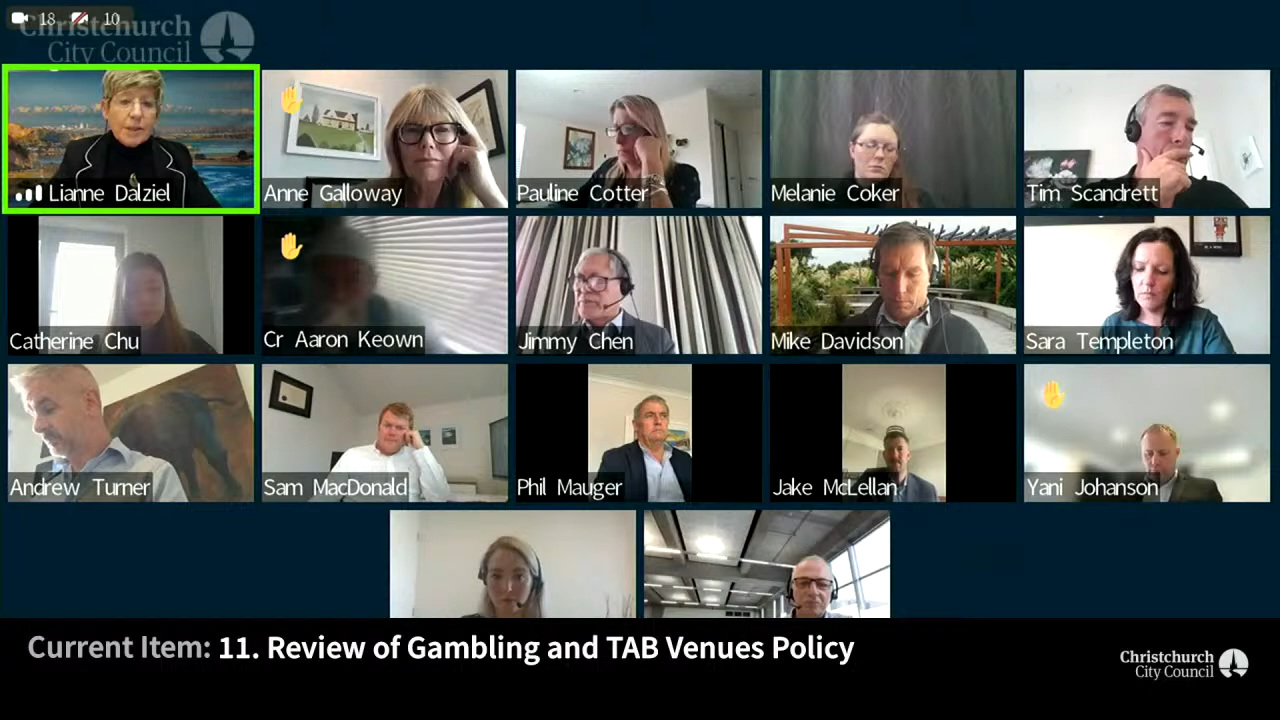 18 10
Christchurch
City Council
Lianne Dalziel
Anne Galloway
Pauline Cotter
Melanie Coker
Tim Scandrett
Catherine Chu
Cr Aaron Keown
Jimmy Chen
Mike Davidson
Sara Templeton
Andrew Turner
Sam MacDonald
Phil Mauger
Jake McLellan
Yani Johanson
Current Item: 11. Review of Gambling and TAB Venues Policy
Christchurch
City Council